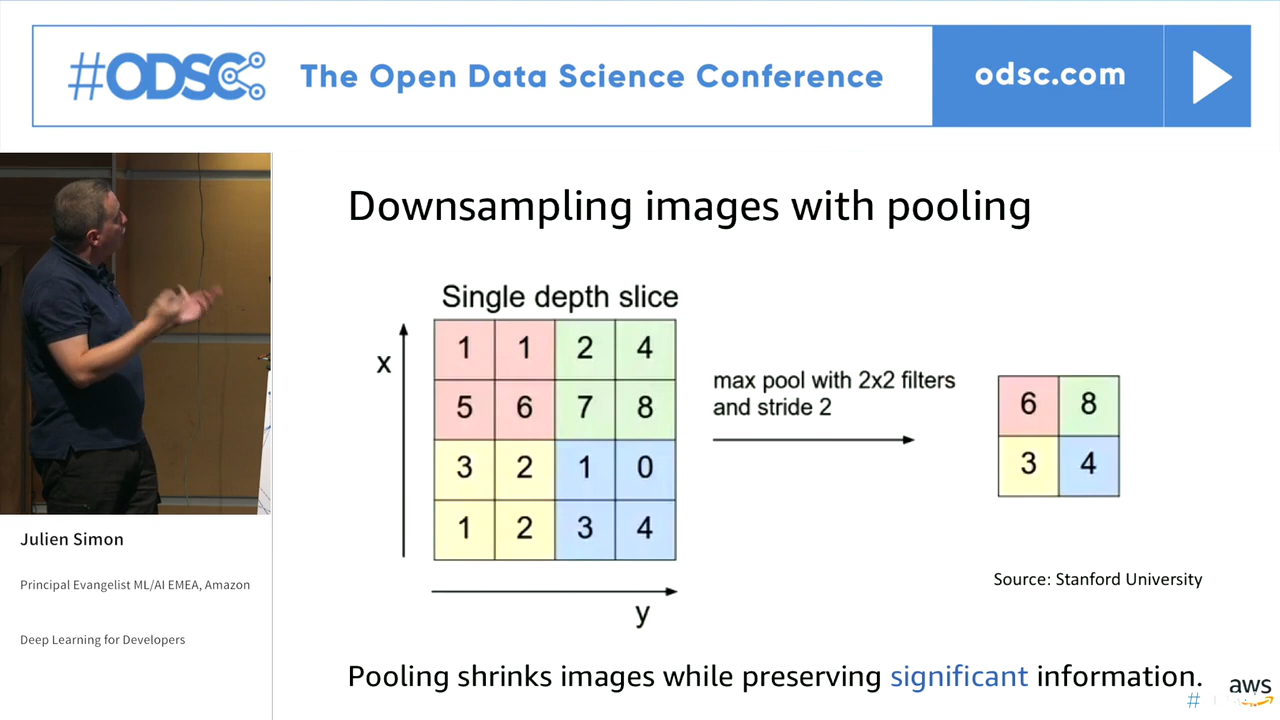 #ODSC
The Open Data Science Conference
odsc.com
Downsampling images with pooling
Single depth slice
x
1 1 2 4
5 6 7 8
3 2 1 0
1 2 3 4
y
max pool with 2x2 filters
and stride 2
6 8
3 4
Source: Stanford University
Pooling shrinks images while preserving significant information.
Julien Simon
Principal Evangelist ML/AI EMEA, Amazon
Deep Learning for Developers
#
aws